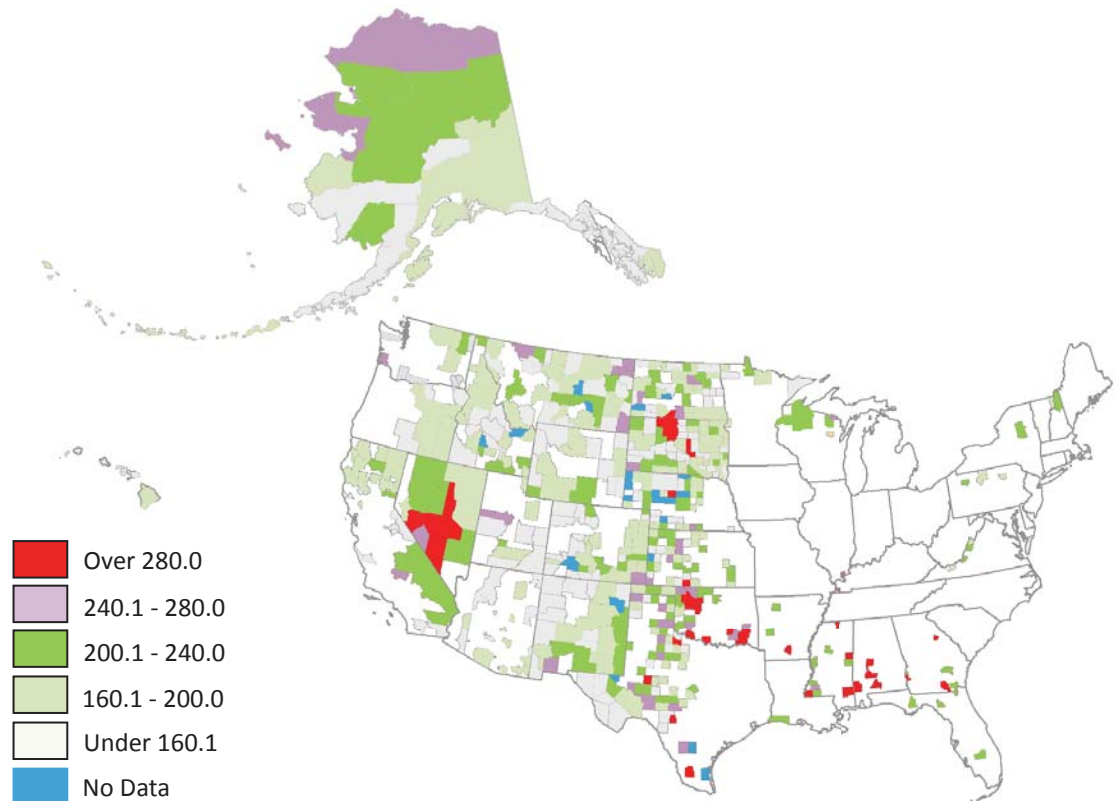 Over 280.0
240.1 - 280.0
200.1 - 240.0
160.1 - 200.0
Under 160.1
No Data